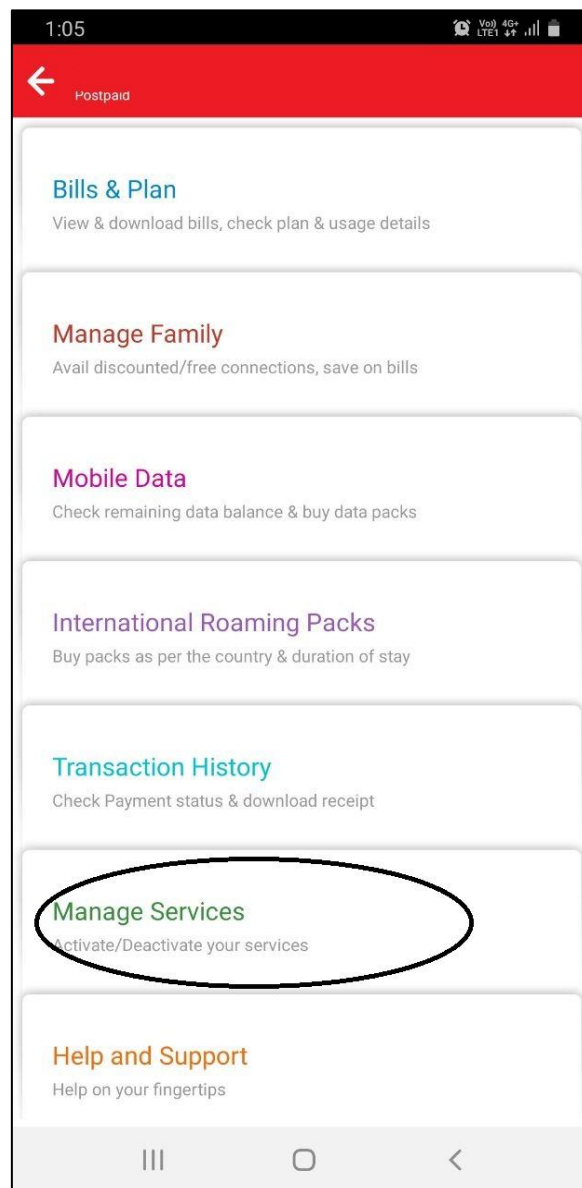 1:05
Vo)) 4G+
LTE1
Postpaid
Bills & Plan
View & download bills, check plan & usage details
Manage Family
Avail discounted/free connections, save on bills
Mobile Data
Check remaining data balance & buy data packs
International Roaming Packs
Buy packs as per the country & duration of stay
Transaction History
Check Payment status & download receipt
Manage Services
Activate/Deactivate your services
Help and Support
Help on your fingertips